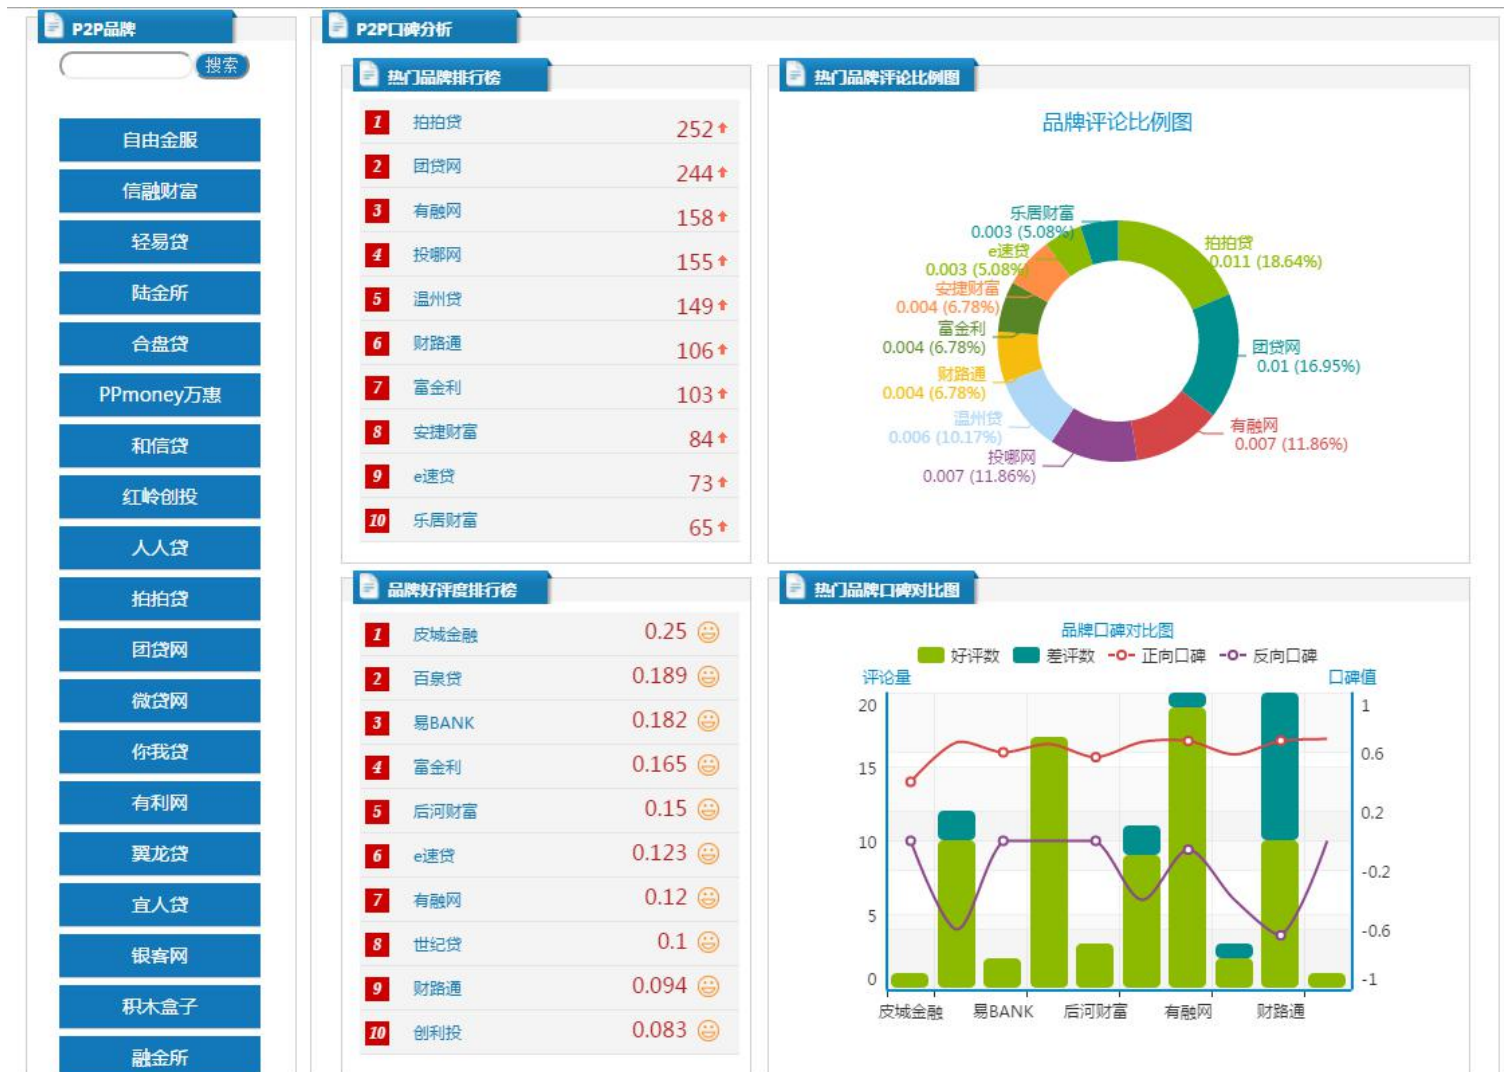 P2P品牌
搜索
自由金服
信融财富
轻易贷
陆金所
合盘贷
PPmoney万惠
和信贷
红岭创投
人人贷
拍拍贷
团贷网
微贷网
你我贷
有利网
翼龙贷
宜人贷
银客网
积木盒子
融金所
P2P口碑分析
热门品牌排行榜
1 拍拍贷 252
2 团贷网 244
3 有融网 158
4 投哪网 155
5 温州贷 149
6 财路通 106
7 富金利 103
8 安捷财富 84
9 e速贷 73
10 乐居财富 65
热门品牌评论比例图
品牌评论比例图
乐居财富
0.003 (5.08%)
e速贷
0.003 (5.08%)
安捷财富
0.004 (6.78%)
富金利
0.004 (6.78%)
财路通
0.004 (6.78%)
温州贷
0.006 (10.17%)
投哪网
0.007 (11.86%)
拍拍贷
0.011 (18.64%)
团贷网
0.01 (16.95%)
有融网
0.007 (11.86%)
品牌好评度排行榜
1 皮城金融 0.25
2 百泉贷 0.189
3 易BANK 0.182
4 富金利 0.165
5 后河财富 0.15
6 e速贷 0.123
7 有融网 0.12
8 世纪贷 0.1
9 财路通 0.094
10 创利投 0.083
热门品牌口碑对比图
品牌口碑对比图
好评数 差评数 正向口碑 反向口碑
评论量 口碑值
20 1
15 0.6
10 0.2
5 -0.2
0 -0.6
-1
皮城金融 易BANK 后河财富 有融网 财路通